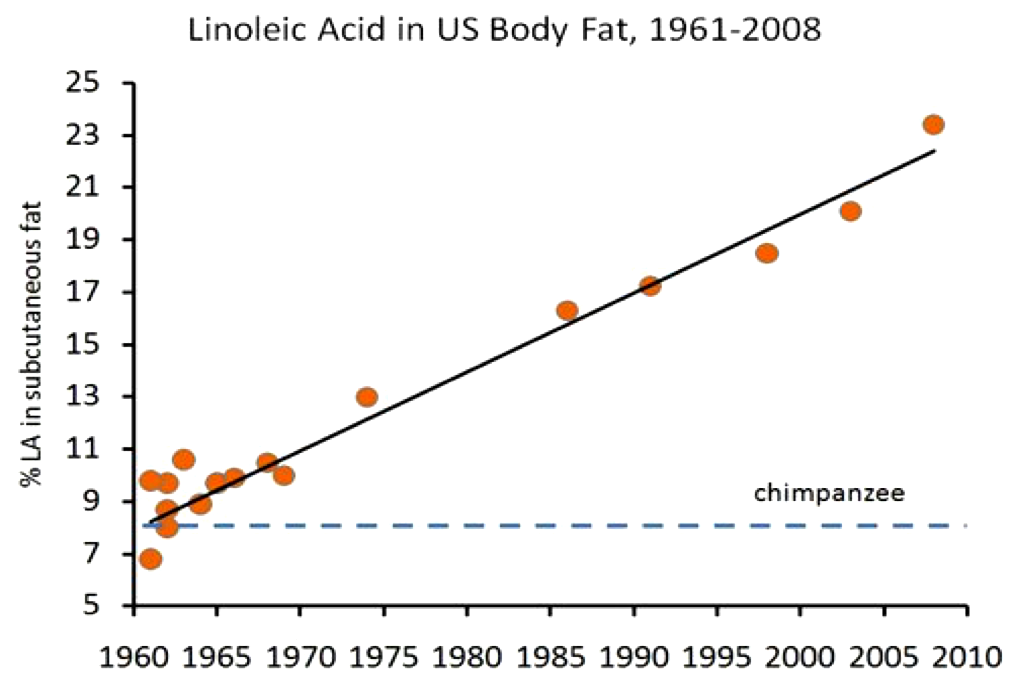 Linoleic Acid in US Body Fat, 1961-2008
% LA in subcutaneous fat
25
23
21
19
17
15
13
11
9
7
5
chimpanzee
1960 1965 1970 1975 1980 1985 1990 1995 2000 2005 2010